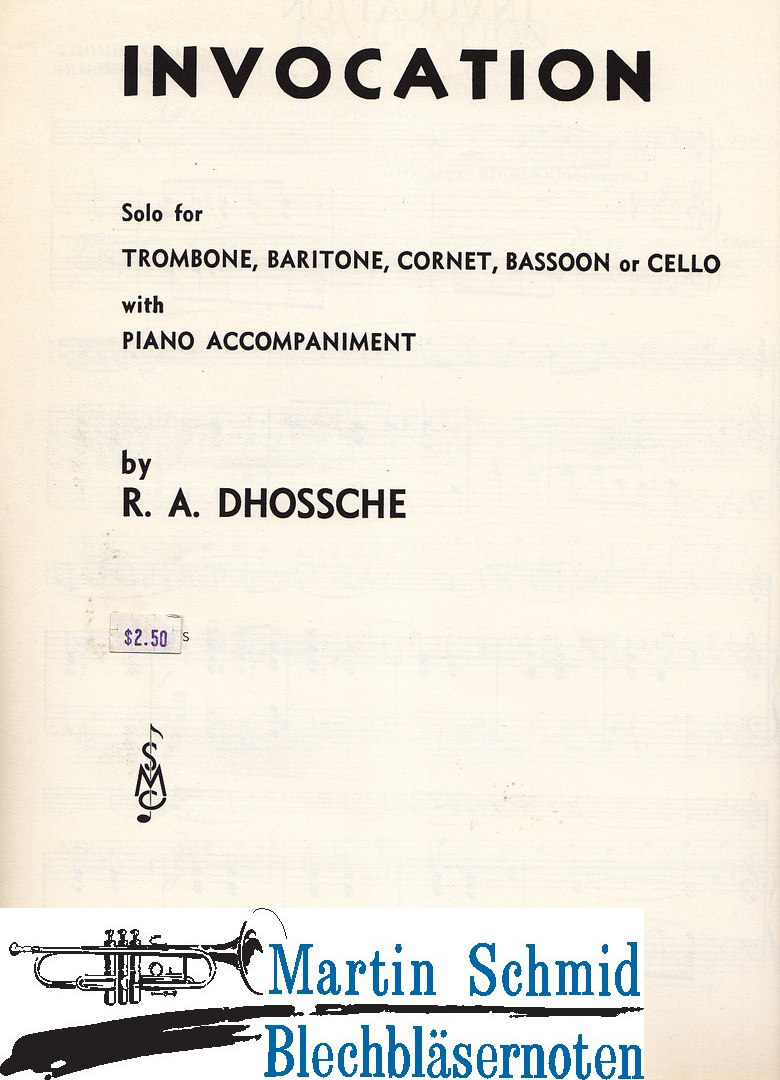 INVOCATION
Solo for
TROMBONE, BARITONE, CORNET, BASSOON or CELLO
with
PIANO ACCOMPANIMENT
by
R. A. DHOSSCHE
$2.50 S
SMC
Martin Schmid
Blechbläsernoten